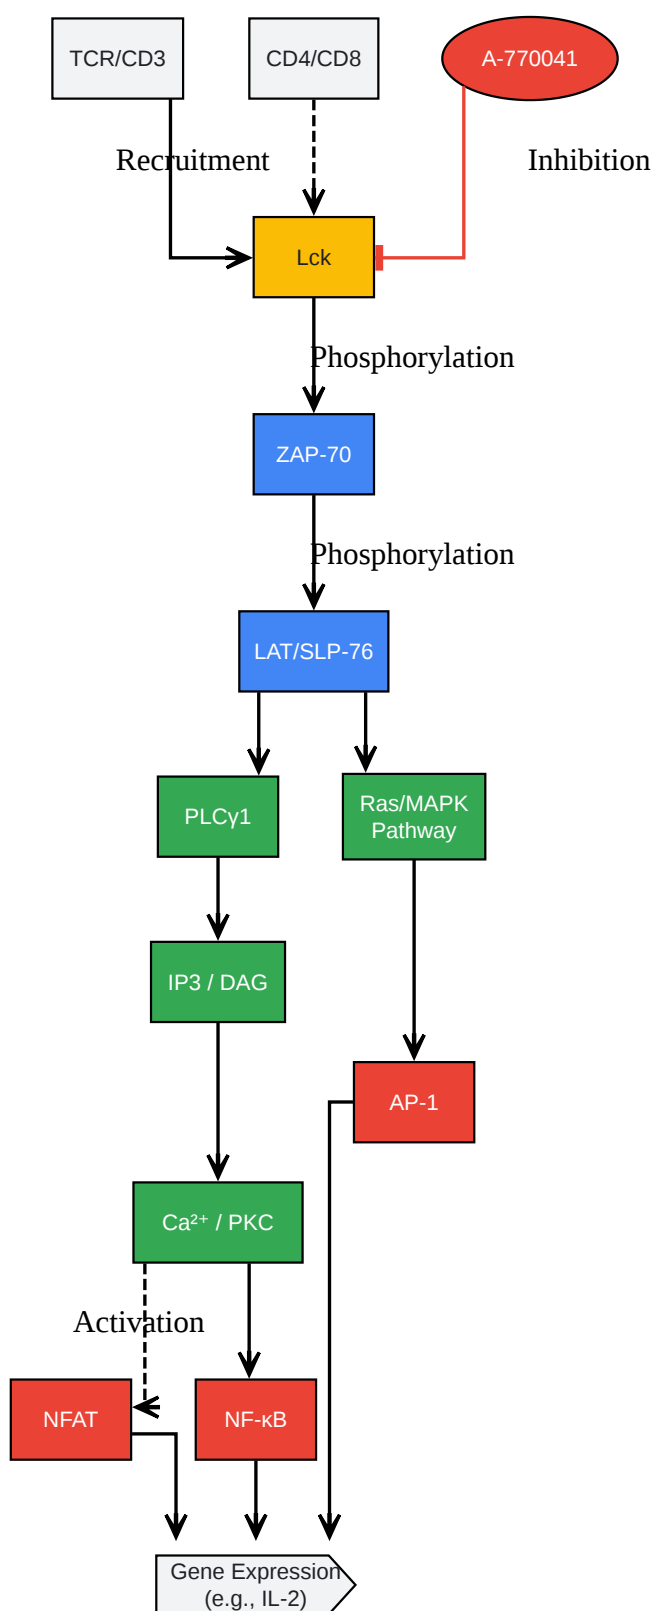 TCR/CD3
CD4/CD8
A-770041
Recruitment
Inhibition
Lck
Phosphorylation
ZAP-70
Phosphorylation
LAT/SLP-76
PLCγ1
Ras/MAPK
Pathway
IP3 / DAG
AP-1
Ca²⁺ / PKC
Activation
NFAT
NF-κB
Gene Expression
(e.g., IL-2)